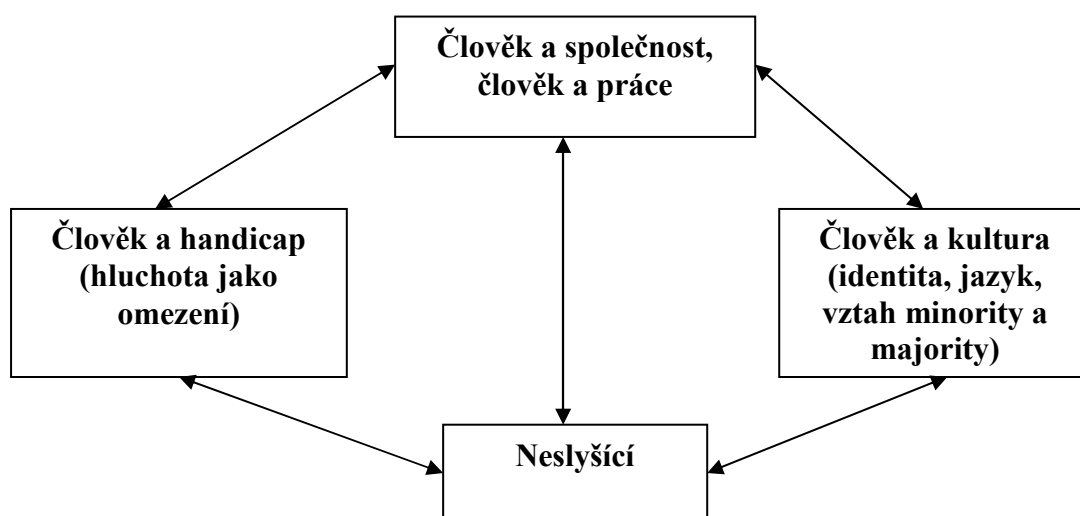 Člověk a společnost,
člověk a práce
Člověk a handicap
(hluchota jako
omezení)
Člověk a kultura
(identita, jazyk,
vztah minority a
majority)
Neslyšící